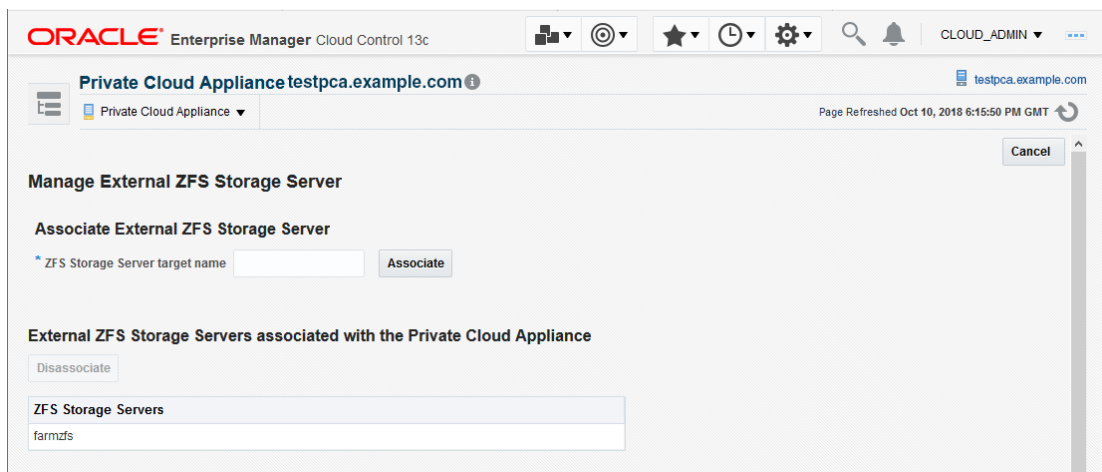 ORACLE Enterprise Manager Cloud Control 13c
CLOUD_ADMIN
Private Cloud Appliance testpca.example.com
testpca.example.com
Private Cloud Appliance
Page Refreshed Oct 10, 2018 6:15:50 PM GMT
Cancel
Manage External ZFS Storage Server
Associate External ZFS Storage Server
* ZFS Storage Server target name
Associate
External ZFS Storage Servers associated with the Private Cloud Appliance
Disassociate
ZFS Storage Servers
farmzfs